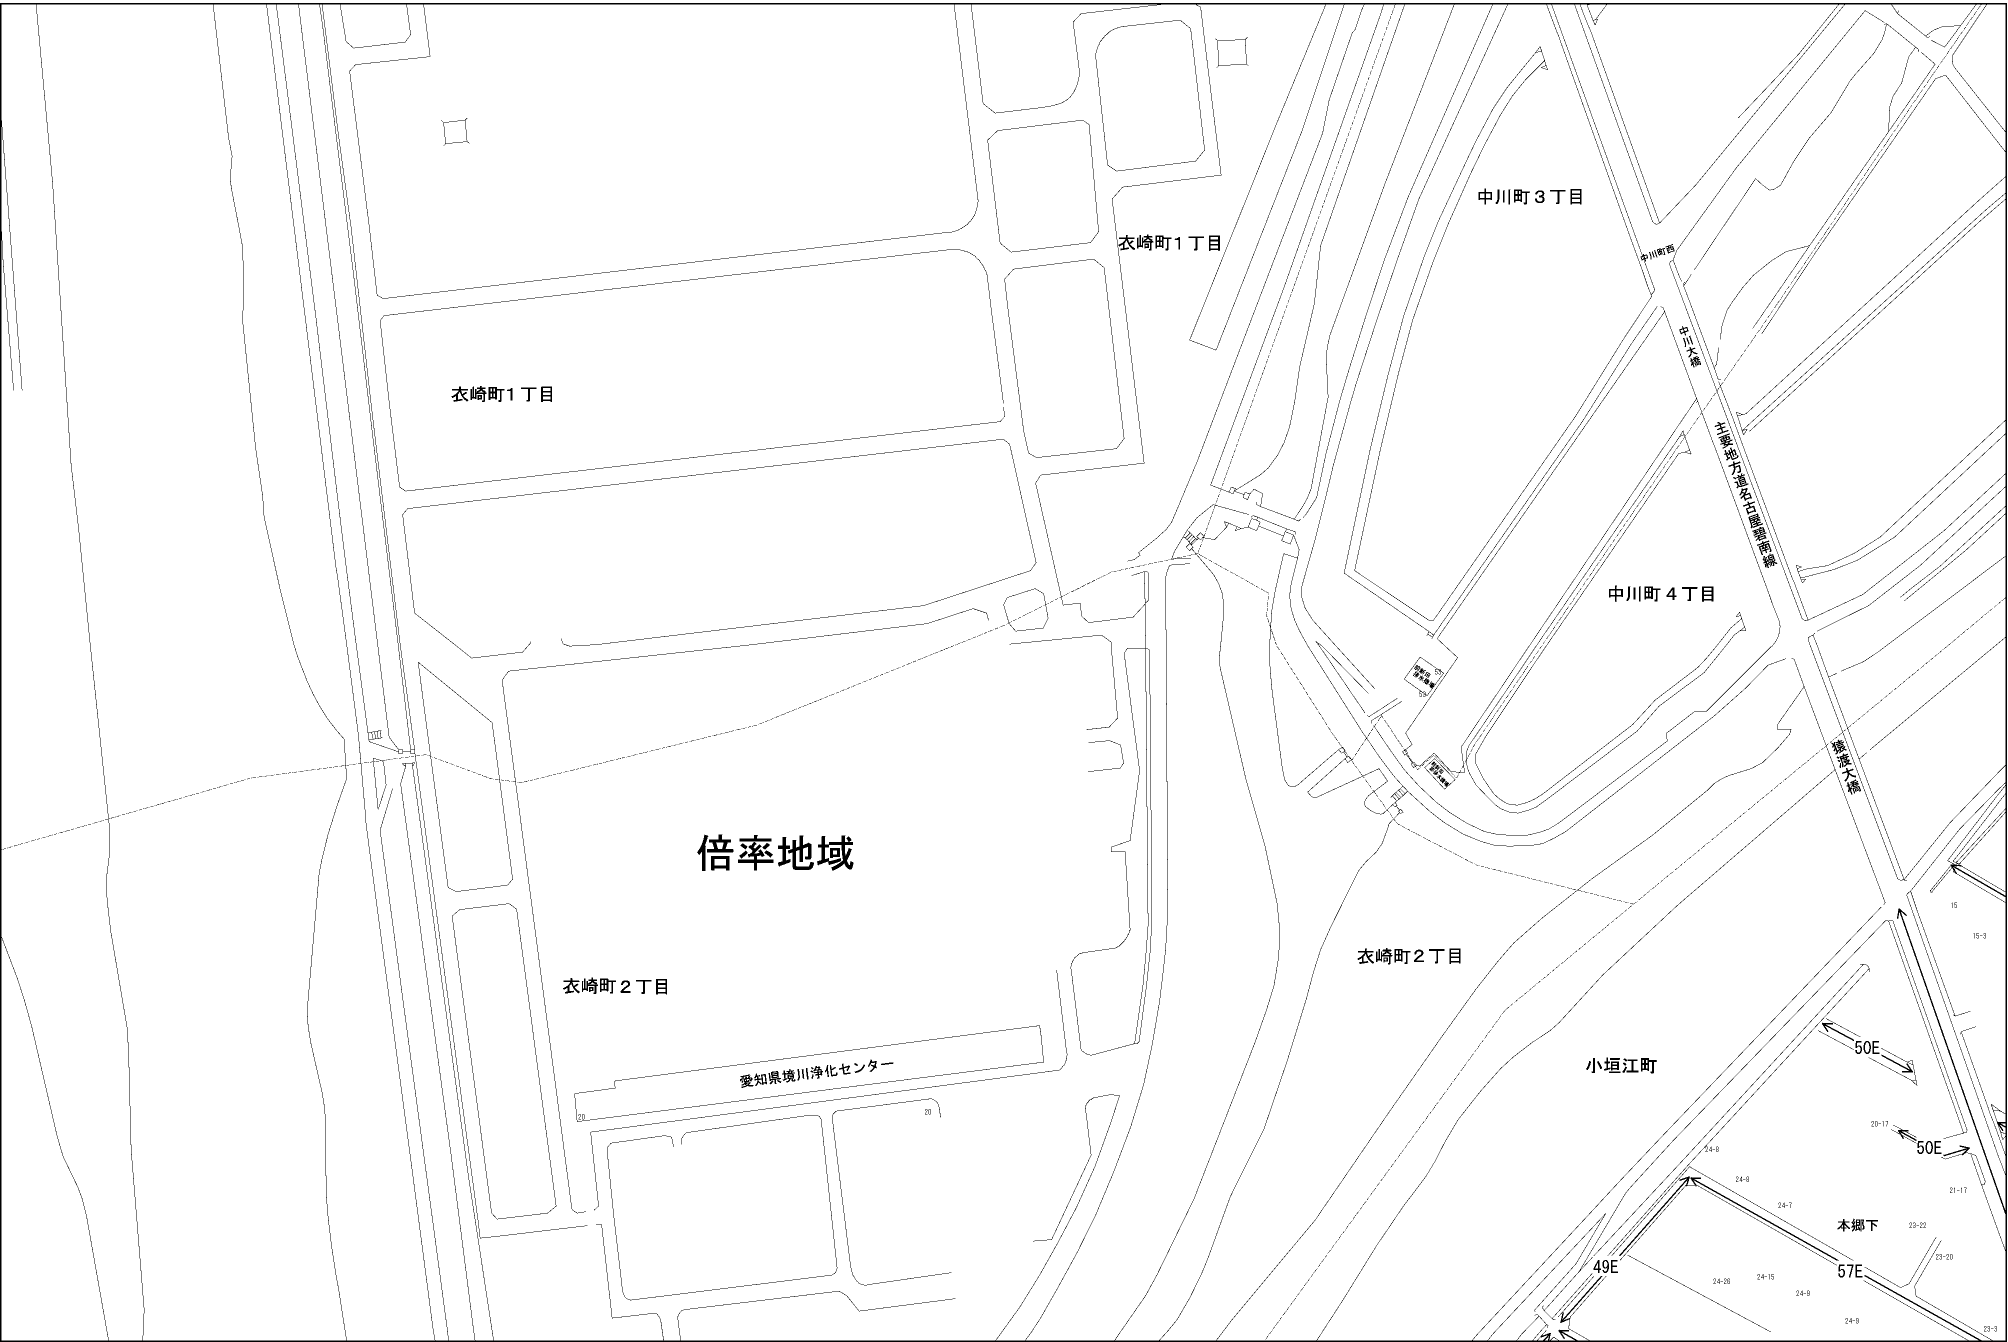 中川町3丁目
衣崎町1丁目
中川町西
中川大橋
衣崎町1丁目
主要地方道名古屋碧南線
中川町4丁目
53
53
猿渡大橋
倍率地域
15
15-3
衣崎町2丁目
衣崎町2丁目
50E
愛知県境川浄化センター
小垣江町
20
20
20-17
50E
24-8
24-8
21-17
24-7
本郷下
23-22
23-20
49E
57E
24-26
24-15
24-9
24-9
23-3